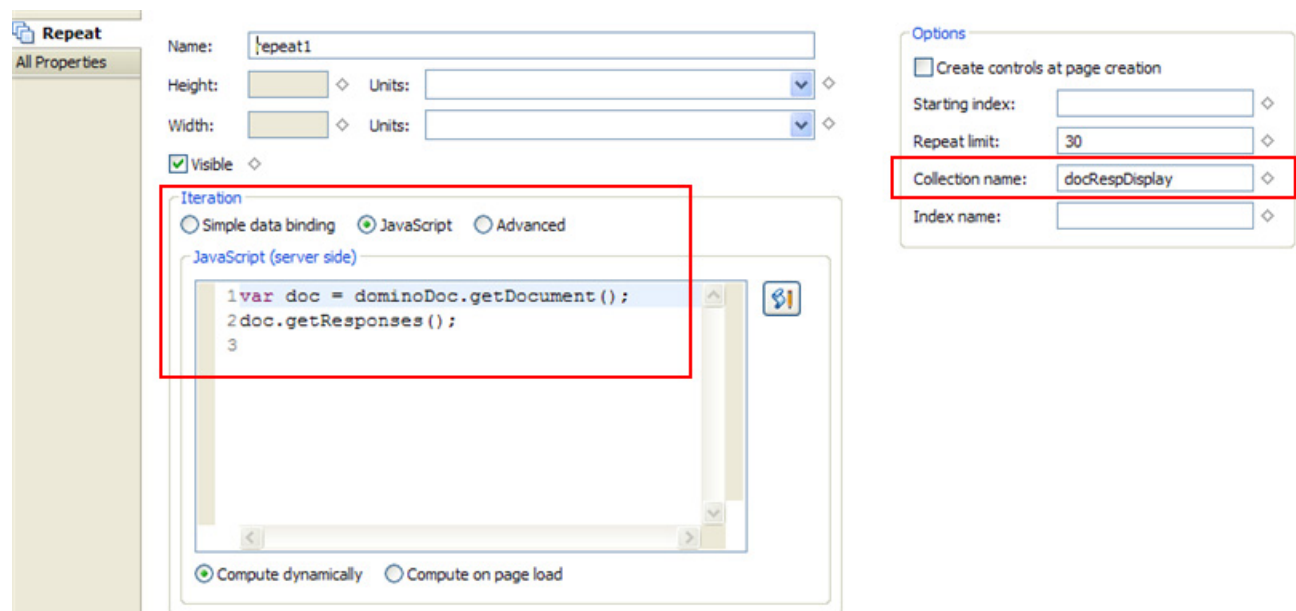 Repeat
All Properties
Name: repeat1
Height: Units:
Width: Units:
Visible
Iteration
Simple data binding JavaScript Advanced
JavaScript (server side)
1var doc = dominoDoc.getDocument();
2doc.getResponses();
3
Compute dynamically Compute on page load
Options
Create controls at page creation
Starting index:
Repeat limit: 30
Collection name: docRespDisplay
Index name: